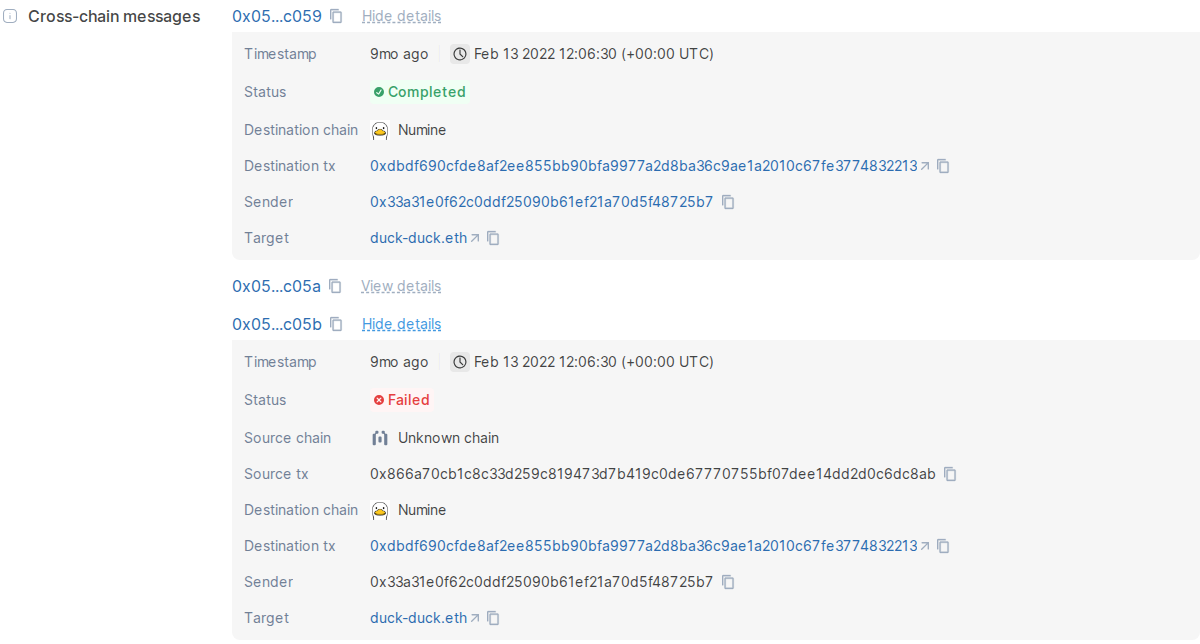 Cross-chain messages 0x05...c059 Hide details
Timestamp 9mo ago Feb 13 2022 12:06:30 (+00:00 UTC)
Status Completed
Destination chain Numine
Destination tx 0xdbdf690cfde8af2ee855bb90bfa9977a2d8ba36c9ae1a2010c67fe3774832213
Sender 0x33a31e0f62c0ddf25090b61ef21a70d5f48725b7
Target duck-duck.eth
0x05...c05a View details
0x05...c05b Hide details
Timestamp 9mo ago Feb 13 2022 12:06:30 (+00:00 UTC)
Status Failed
Source chain Unknown chain
Source tx 0x866a70cb1c8c33d259c819473d7b419c0de67770755bf07dee14dd2d0c6dc8ab
Destination chain Numine
Destination tx 0xdbdf690cfde8af2ee855bb90bfa9977a2d8ba36c9ae1a2010c67fe3774832213
Sender 0x33a31e0f62c0ddf25090b61ef21a70d5f48725b7
Target duck-duck.eth